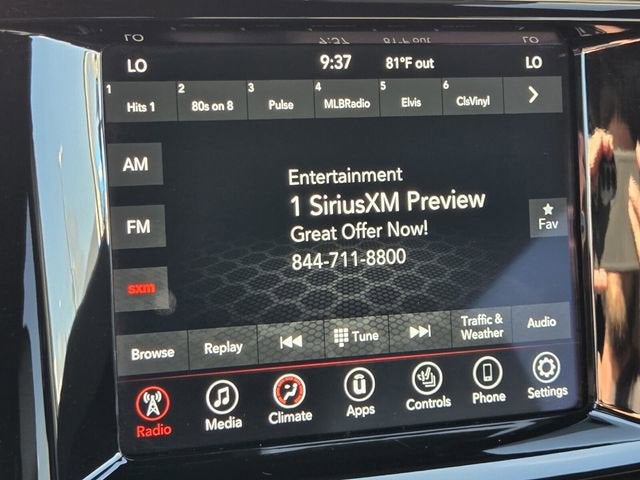 LO 9:37 81°F out LO
1 Hits 1 2 80s on 8 3 Pulse 4 MLBRadio 5 Elvis 6 ClsVinyl
AM
FM
sxm
Entertainment
1 SiriusXM Preview
Great Offer Now!
844-711-8800
Fav
Browse Replay Tune Traffic & Weather Audio
Radio Media Climate Apps Controls Phone Settings